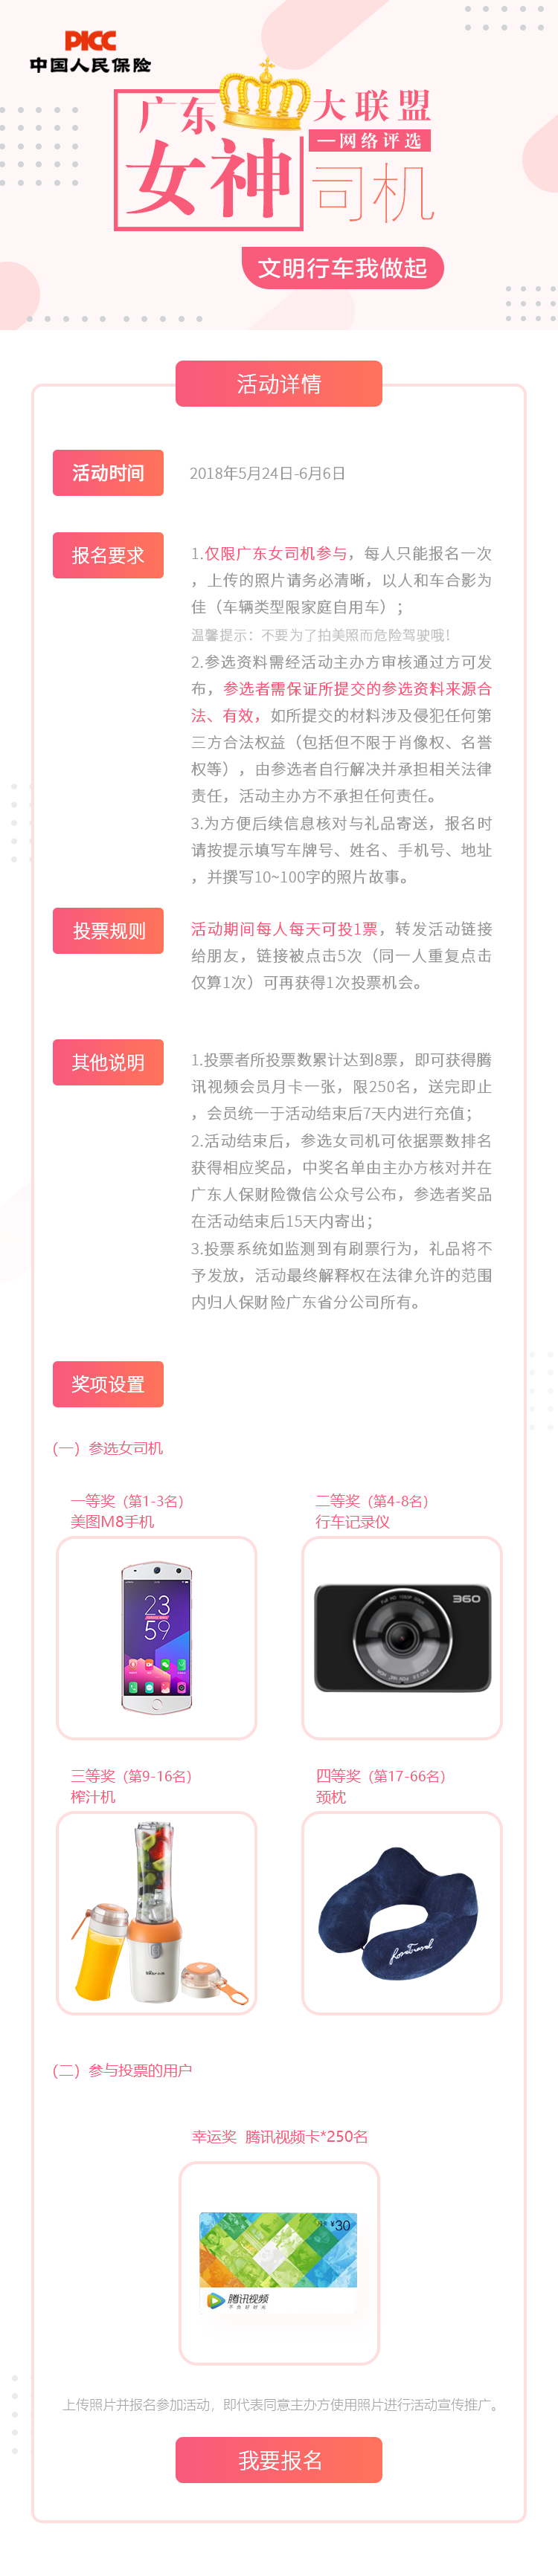 PICC
中国人民保险
广东 大联盟
—网络评选
女神 司机
文明行车我做起
活动详情
活动时间
2018年5月24日-6月6日
报名要求
1.仅限广东女司机参与，每人只能报名一次
，上传的照片请务必清晰，以人和车合影为
佳（车辆类型限家庭自用车）；
温馨提示：不要为了拍美照而危险驾驶哦！
2.参选资料需经活动主办方审核通过方可发
布，参选者需保证所提交的参选资料来源合
法、有效，如所提交的材料涉及侵犯任何第
三方合法权益（包括但不限于肖像权、名誉
权等），由参选者自行解决并承担相关法律
责任，活动主办方不承担任何责任。
3.为方便后续信息核对与礼品寄送，报名时
请按提示填写车牌号、姓名、手机号、地址
，并撰写10~100字的照片故事。
投票规则
活动期间每人每天可投1票，转发活动链接
给朋友，链接被点击5次（同一人重复点击
仅算1次）可再获得1次投票机会。
其他说明
1.投票者所投票数累计达到8票，即可获得腾
讯视频会员月卡一张，限250名，送完即止
，会员统一于活动结束后7天内进行充值；
2.活动结束后，参选女司机可依据票数排名
获得相应奖品，中奖名单由主办方核对并在
广东人保财险微信公众号公布，参选者奖品
在活动结束后15天内寄出；
3.投票系统如监测到有刷票行为，礼品将不
予发放，活动最终解释权在法律允许的范围
内归人保财险广东省分公司所有。
奖项设置
(一）参选女司机
一等奖（第1-3名）
美图M8手机
二等奖（第4-8名）
行车记录仪
23
59
360
三等奖（第9-16名）
榨汁机
四等奖（第17-66名）
颈枕
(二）参与投票的用户
幸运奖 腾讯视频卡*250名
¥30
腾讯视频
不负好时光
上传照片并报名参加活动，即代表同意主办方使用照片进行活动宣传推广。
我要报名